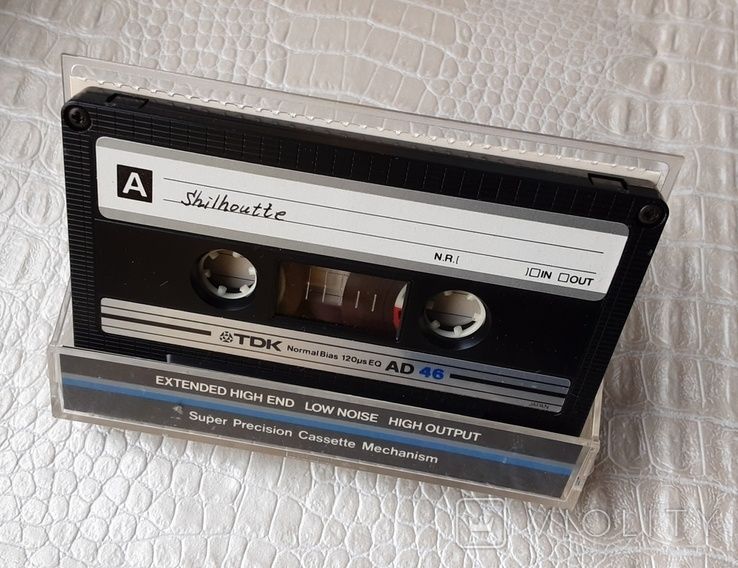 A
Shilhoutte
N.R.( )☐IN ☐OUT
TDK Normal Bias 120µs EQ AD 46
JAPAN
EXTENDED HIGH END LOW NOISE HIGH OUTPUT
Super Precision Cassette Mechanism
VIOLITY